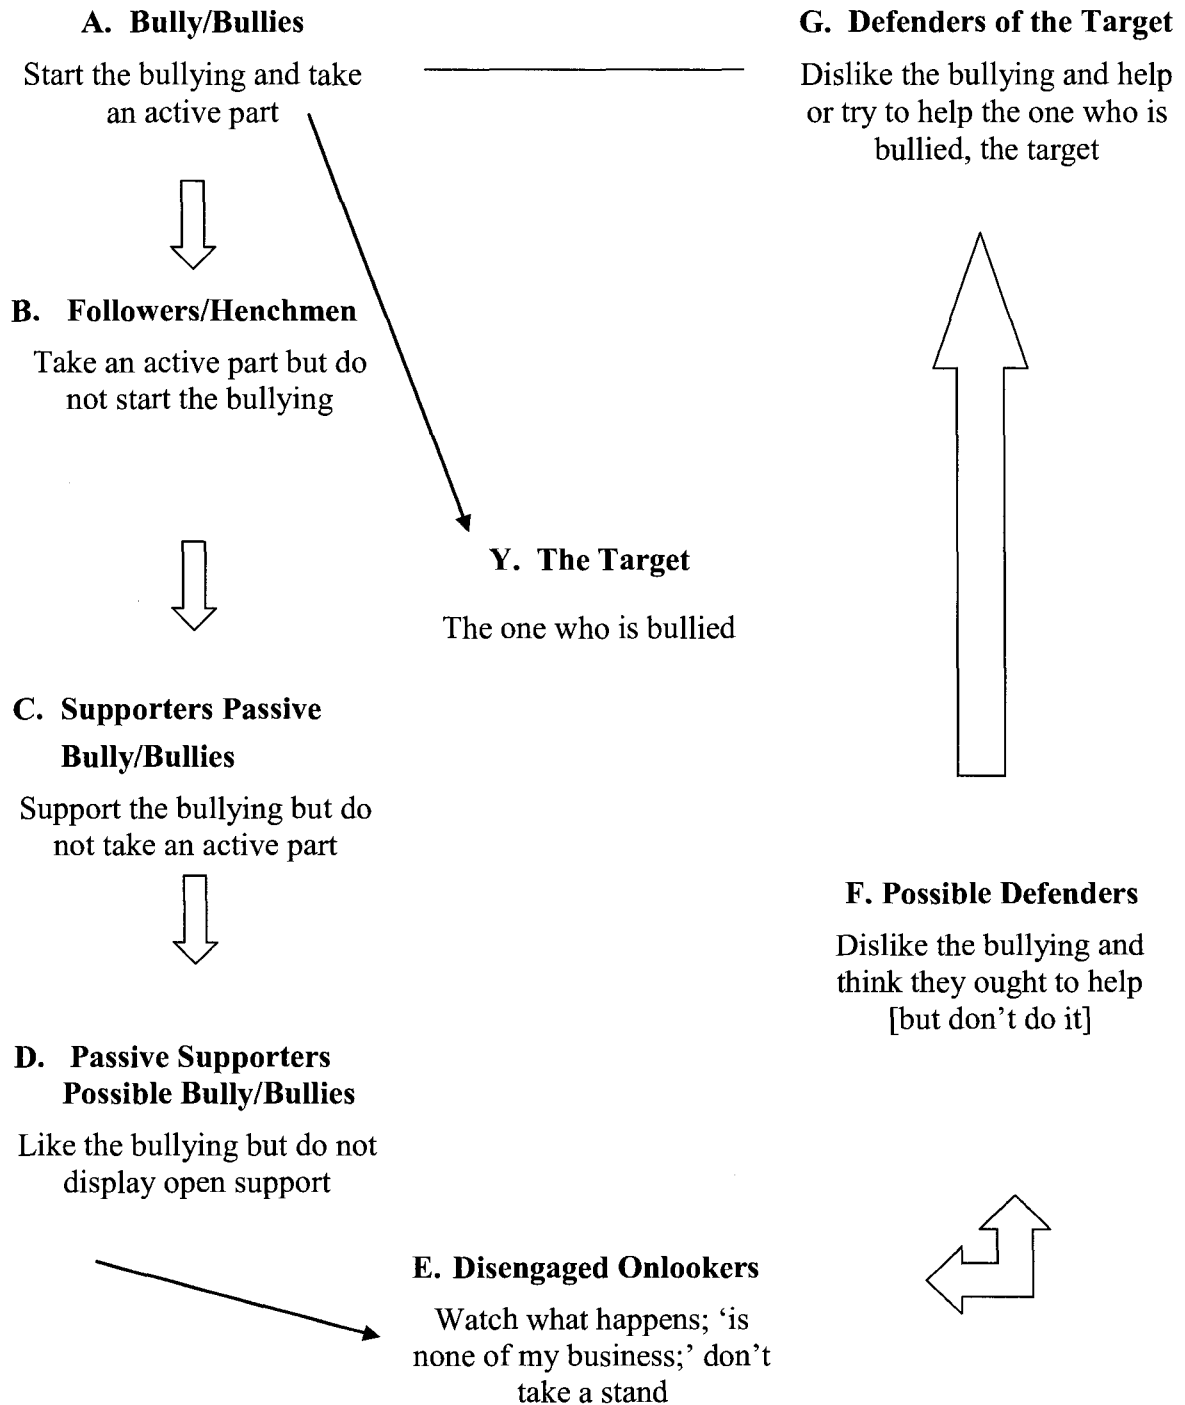 A. Bully/Bullies
Start the bullying and take
an active part
B. Followers/Henchmen
Take an active part but do
not start the bullying
Y. The Target
The one who is bullied
C. Supporters Passive
Bully/Bullies
Support the bullying but do
not take an active part
D. Passive Supporters
Possible Bully/Bullies
Like the bullying but do not
display open support
E. Disengaged Onlookers
Watch what happens; ‘is
none of my business;’ don’t
take a stand
F. Possible Defenders
Dislike the bullying and
think they ought to help
[but don’t do it]
G. Defenders of the Target
Dislike the bullying and help
or try to help the one who is
bullied, the target